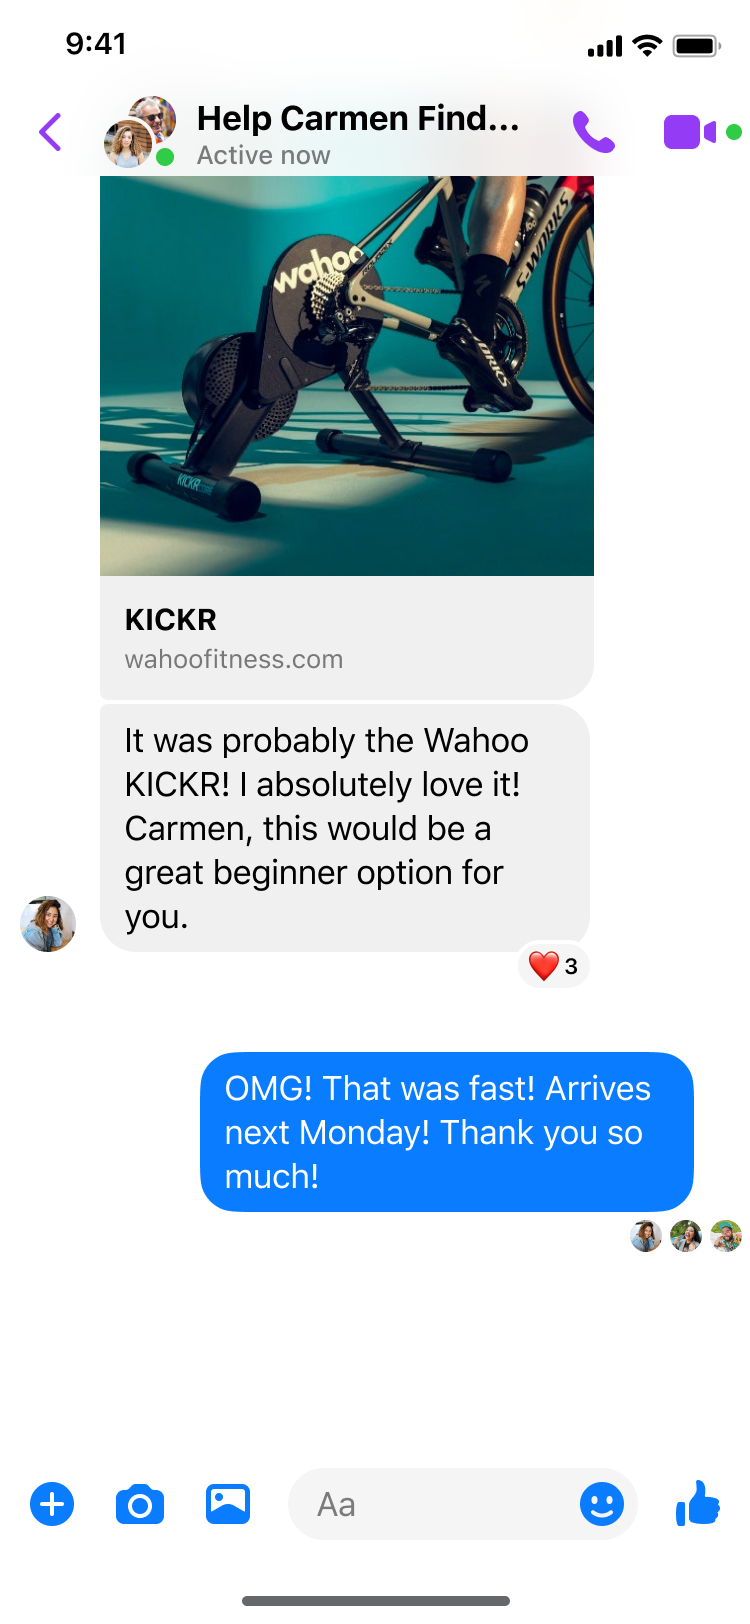 9:41
Help Carmen Find...
Active now
wahoo
S-WORKS
WORKS
KICKR
KICKR
wahoofitness.com
It was probably the Wahoo
KICKR! I absolutely love it!
Carmen, this would be a
great beginner option for
you.
3
OMG! That was fast! Arrives
next Monday! Thank you so
much!
Aa